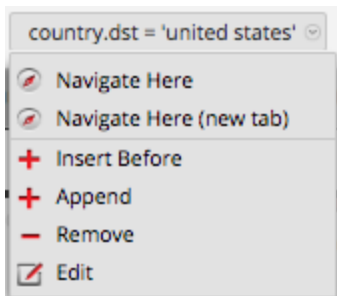 country.dst = 'united states'
Navigate Here
Navigate Here (new tab)
Insert Before
Append
Remove
Edit